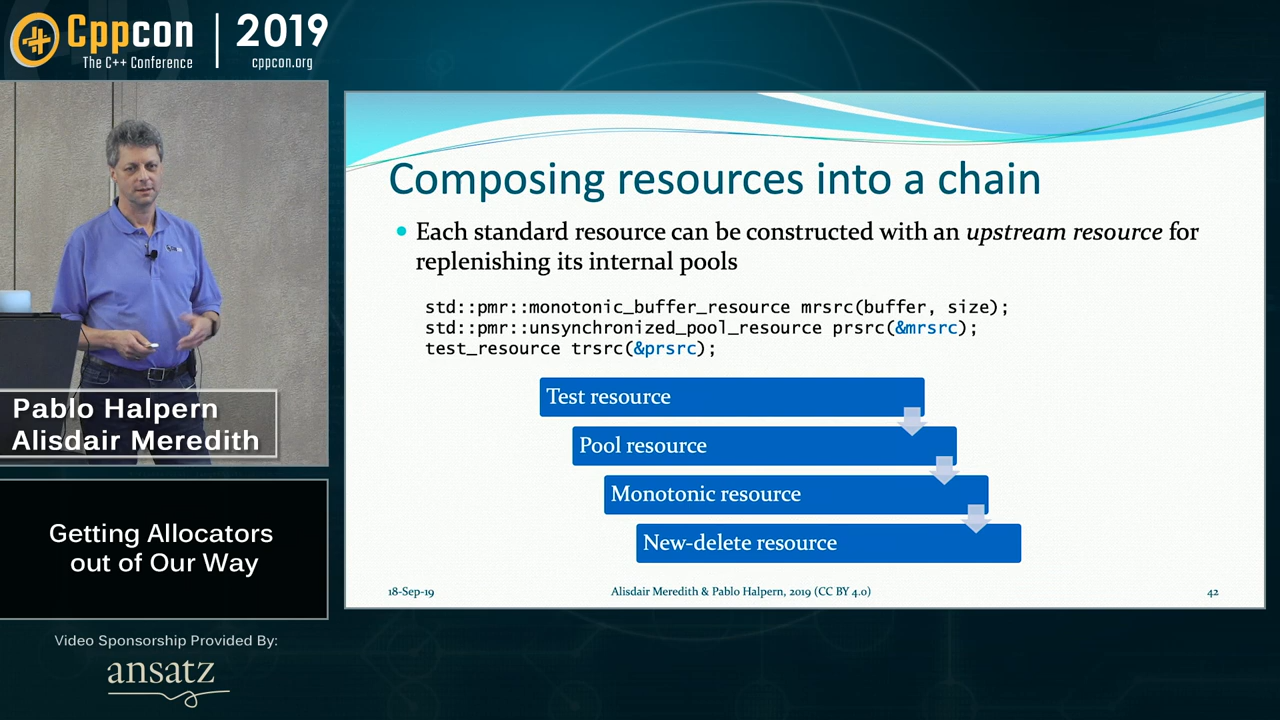 Cppcon
The C++ Conference
2019
cppcon.org
Pablo Halpern
Alisdair Meredith
Getting Allocators
out of Our Way
Video Sponsorship Provided By:
ansatz
Composing resources into a chain
• Each standard resource can be constructed with an upstream resource for
replenishing its internal pools
std::pmr::monotonic_buffer_resource mrsrc(buffer, size);
std::pmr::unsynchronized_pool_resource prsrc(&mrsrc);
test_resource trsrc(&prsrc);
Test resource
Pool resource
Monotonic resource
New-delete resource
18-Sep-19
Alisdair Meredith & Pablo Halpern, 2019 (CC BY 4.0)
42